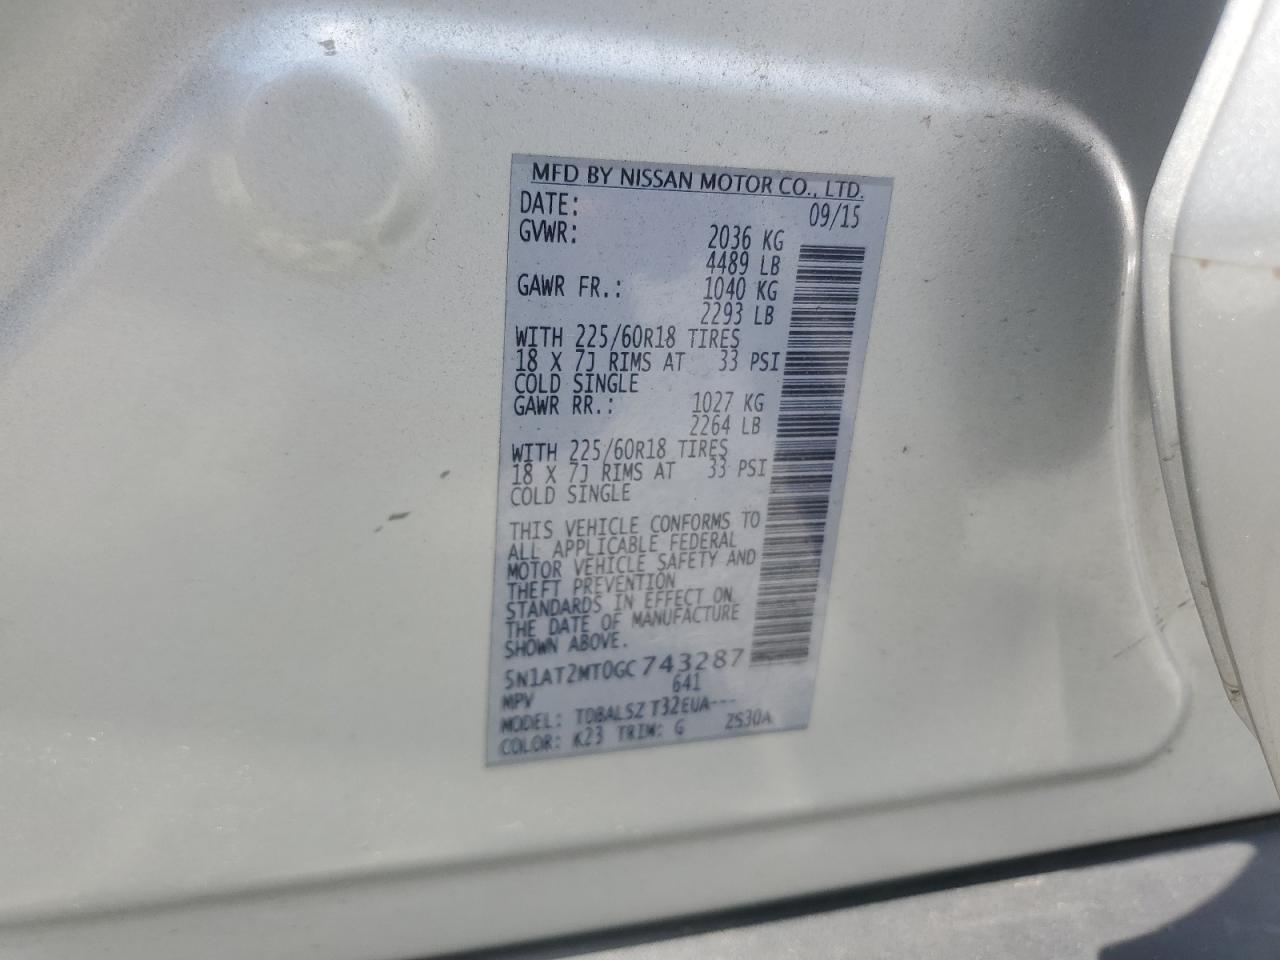 MFD BY NISSAN MOTOR CO., LTD.
DATE: 09/15
GVWR: 2036 KG
4489 LB
GAWR FR.: 1040 KG
2293 LB
WITH 225/60R18 TIRES
18 X 7J RIMS AT 33 PSI
COLD SINGLE
GAWR RR.: 1027 KG
2264 LB
WITH 225/60R18 TIRES
18 X 7J RIMS AT 33 PSI
COLD SINGLE
THIS VEHICLE CONFORMS TO
ALL APPLICABLE FEDERAL
MOTOR VEHICLE SAFETY AND
THEFT PREVENTION
STANDARDS IN EFFECT ON
THE DATE OF MANUFACTURE
SHOWN ABOVE.
5N1AT2MT0GC743287
MPV 641
MODEL: TDBALSZ T32EUA---
COLOR: K23 TRIM: G 2S30A